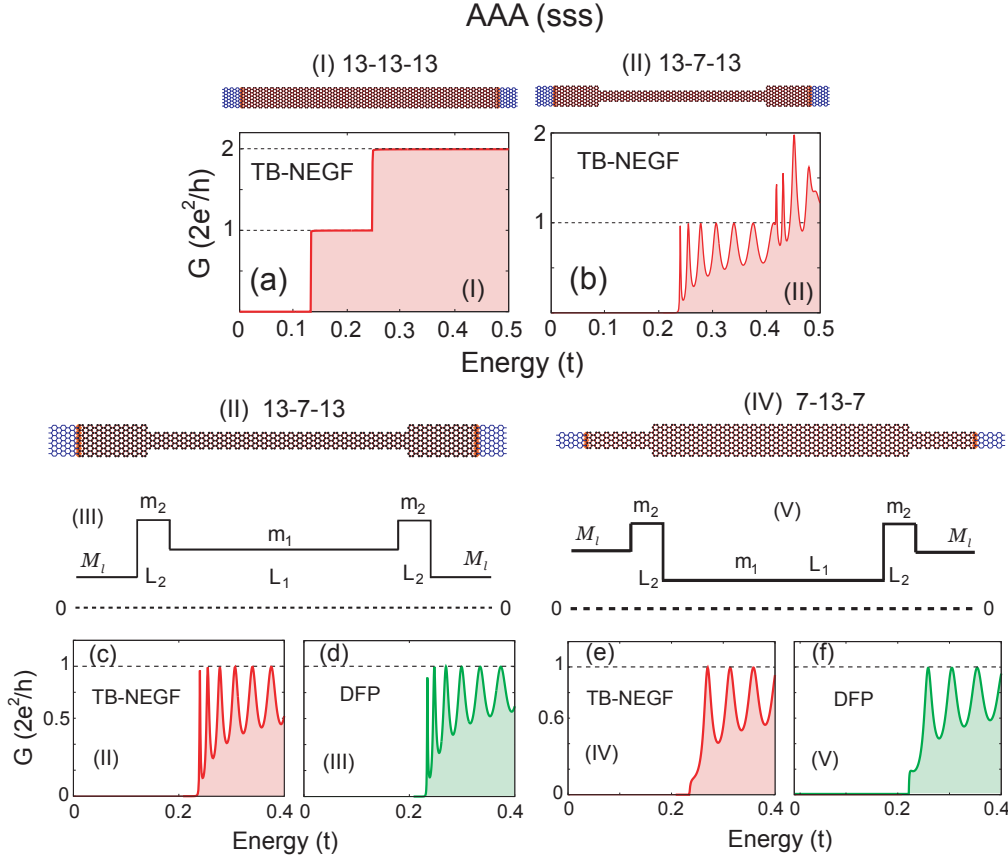 AAA (sss)
(I) 13-13-13
(II) 13-7-13
G (2e²/h)
2
1
0
TB-NEGF
(a)
(I)
0 0.1 0.2 0.3 0.4 0.5
2
1
TB-NEGF
(b)
(II)
0 0.1 0.2 0.3 0.4 0.5
Energy (t)
(II) 13-7-13
(IV) 7-13-7
(III)
m₂
m₂
m₁
M_l
M_l
L₂
L₁
L₂
0
0
(V)
m₂
m₂
M_l
M_l
m₁
L₁
L₂
L₂
0
0
G (2e²/h)
1
0.5
0
(c)
TB-NEGF
(II)
0 0.2 0.4
(d)
DFP
(III)
0 0.2 0.4
Energy (t)
1
0.6
0
(e)
TB-NEGF
(IV)
0 0.2 0.4
(f)
DFP
(V)
0 0.2 0.4
Energy (t)